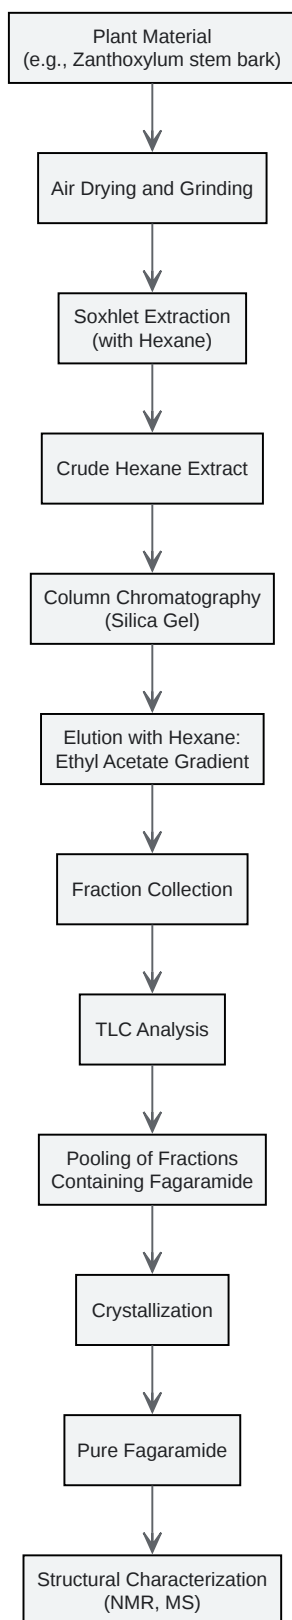 Plant Material
(e.g., Zanthoxylum stem bark)
Air Drying and Grinding
Soxhlet Extraction
(with Hexane)
Crude Hexane Extract
Column Chromatography
(Silica Gel)
Elution with Hexane:
Ethyl Acetate Gradient
Fraction Collection
TLC Analysis
Pooling of Fractions
Containing Fagaramide
Crystallization
Pure Fagaramide
Structural Characterization
(NMR, MS)